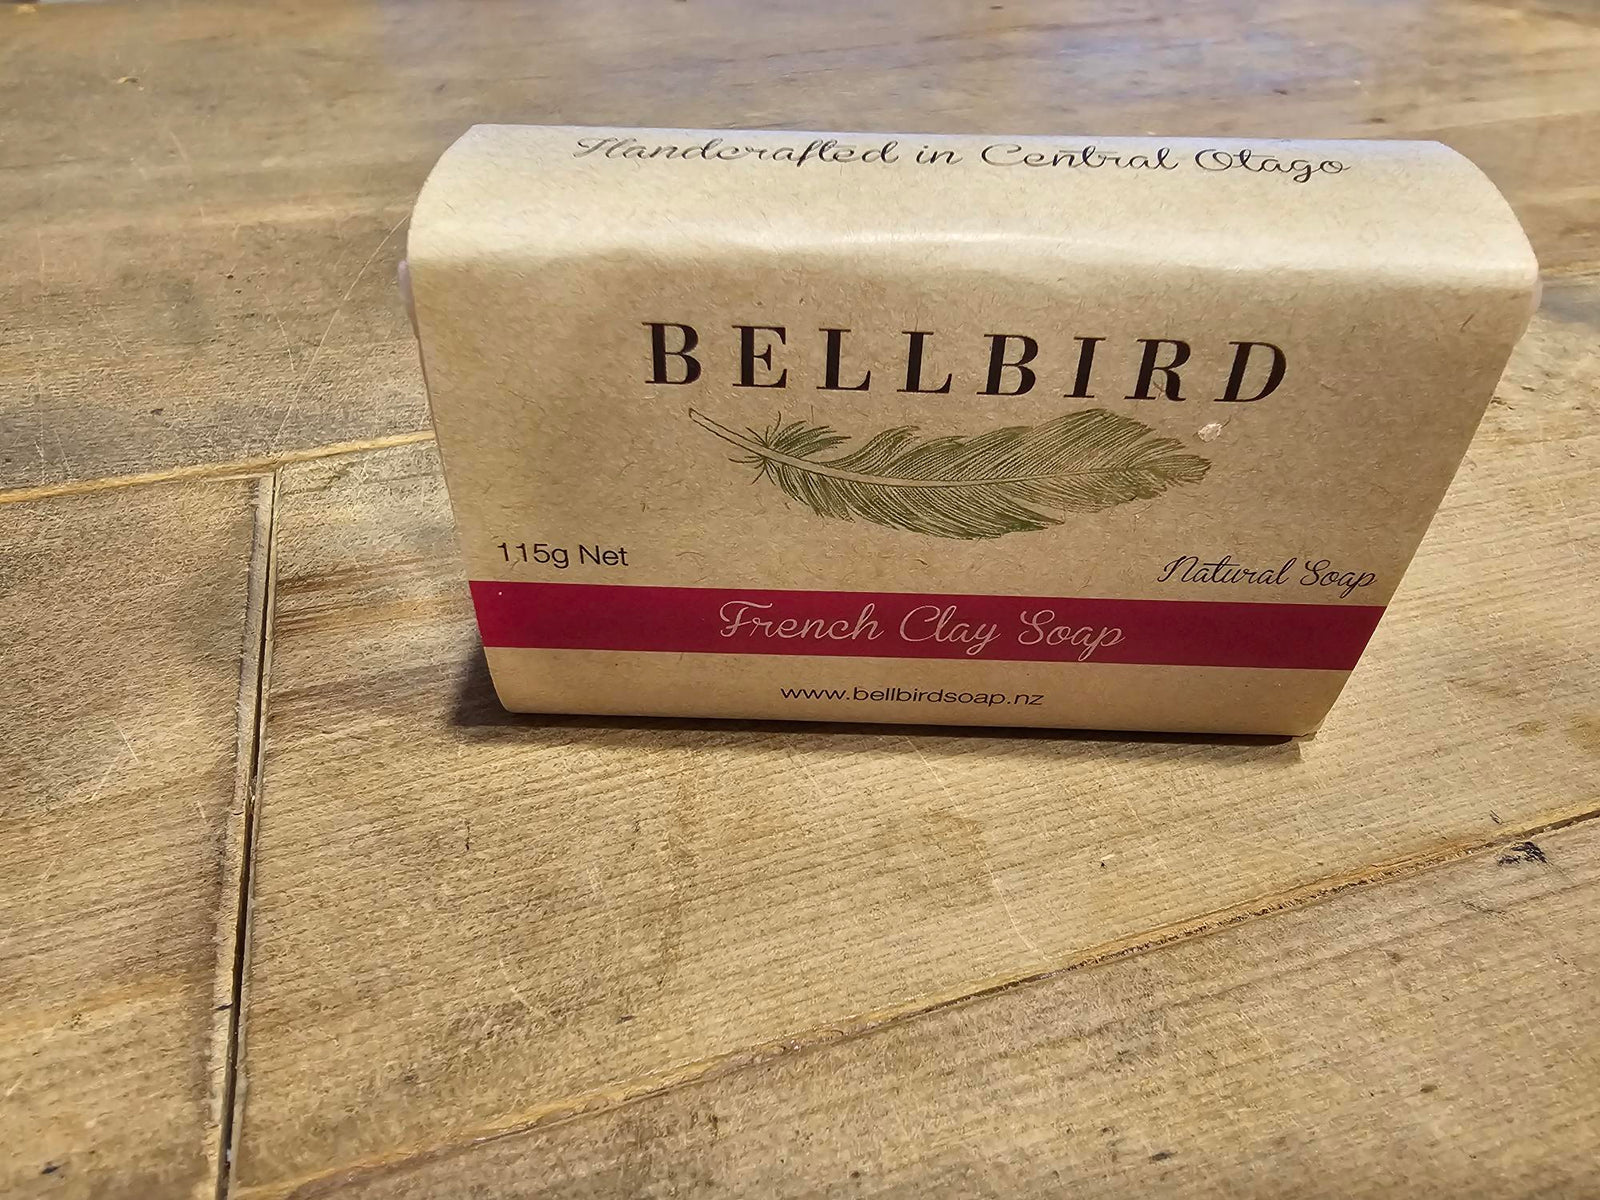 Handcrafted in Central Otago
BELLBIRD
115g Net
Natural Soap
French Clay Soap
www.bellbirdsoap.nz